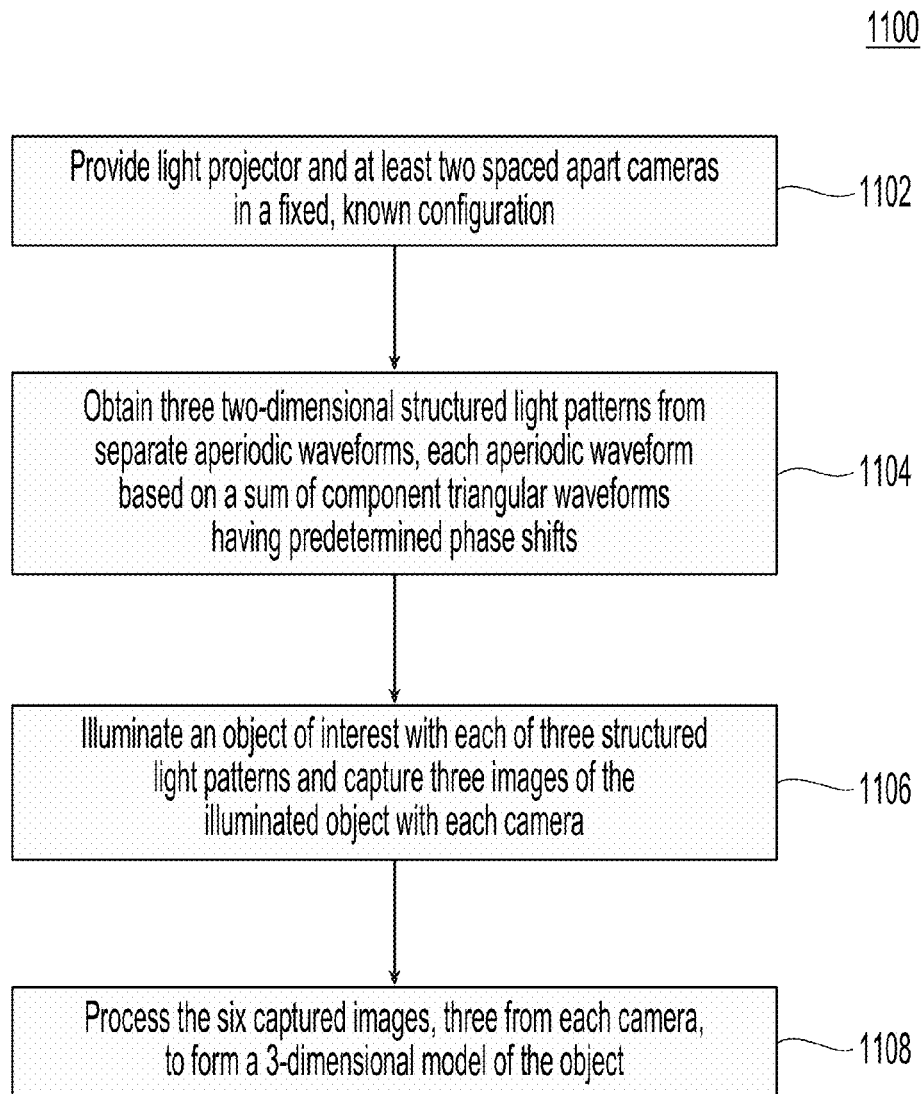 1100
Provide light projector and at least two spaced apart cameras
in a fixed, known configuration
1102
Obtain three two-dimensional structured light patterns from
separate aperiodic waveforms, each aperiodic waveform
based on a sum of component triangular waveforms
having predetermined phase shifts
1104
Illuminate an object of interest with each of three structured
light patterns and capture three images of the
illuminated object with each camera
1106
Process the six captured images, three from each camera,
to form a 3-dimensional model of the object
1108